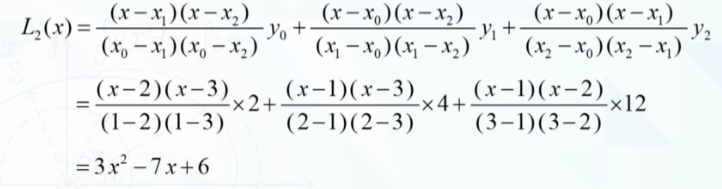 L₂(x) = (x−x₁)(x−x₂)/(x₀−x₁)(x₀−x₂) y₀ + (x−x₀)(x−x₂)/(x₁−x₀)(x₁−x₂) y₁ + (x−x₀)(x−x₁)/(x₂−x₀)(x₂−x₁) y₂
= (x−2)(x−3)/(1−2)(1−3) ×2+ (x−1)(x−3)/(2−1)(2−3) ×4+ (x−1)(x−2)/(3−1)(3−2) ×12
= 3x² − 7x + 6